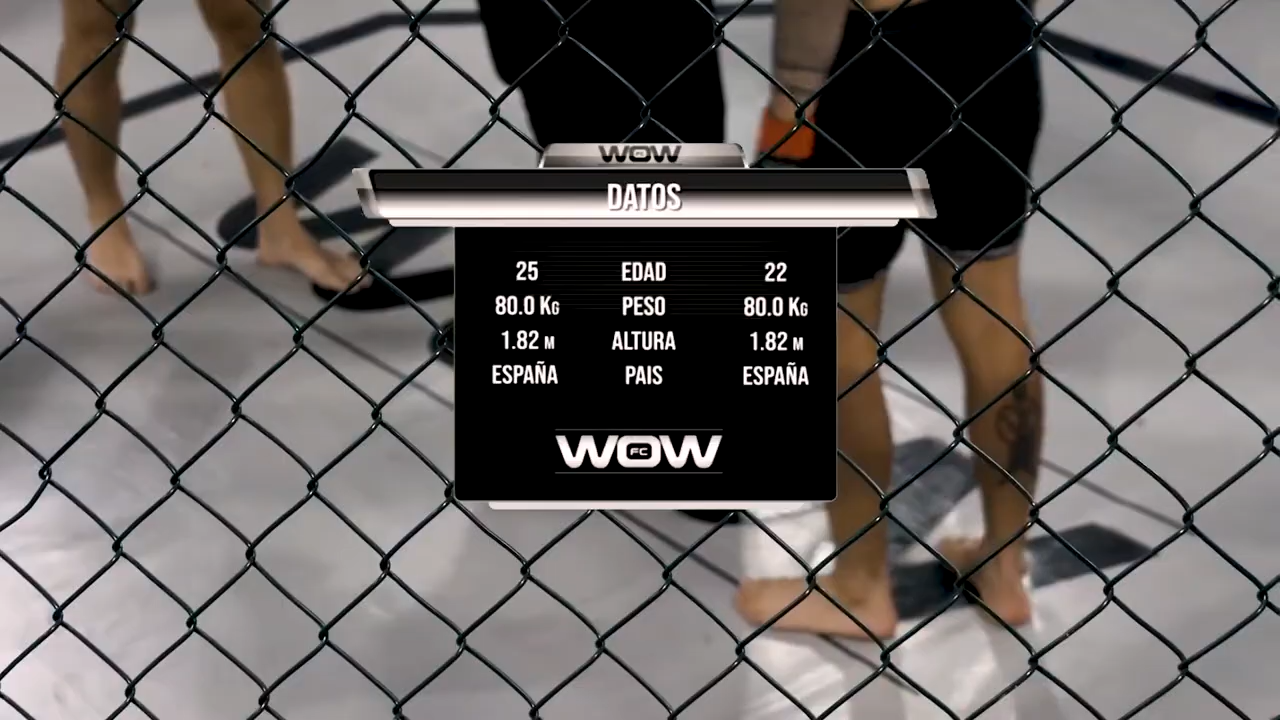 WOW
DATOS
25 EDAD 22
80.0 KG PESO 80.0 KG
1.82 M ALTURA 1.82 M
ESPAÑA PAIS ESPAÑA
WOW FC